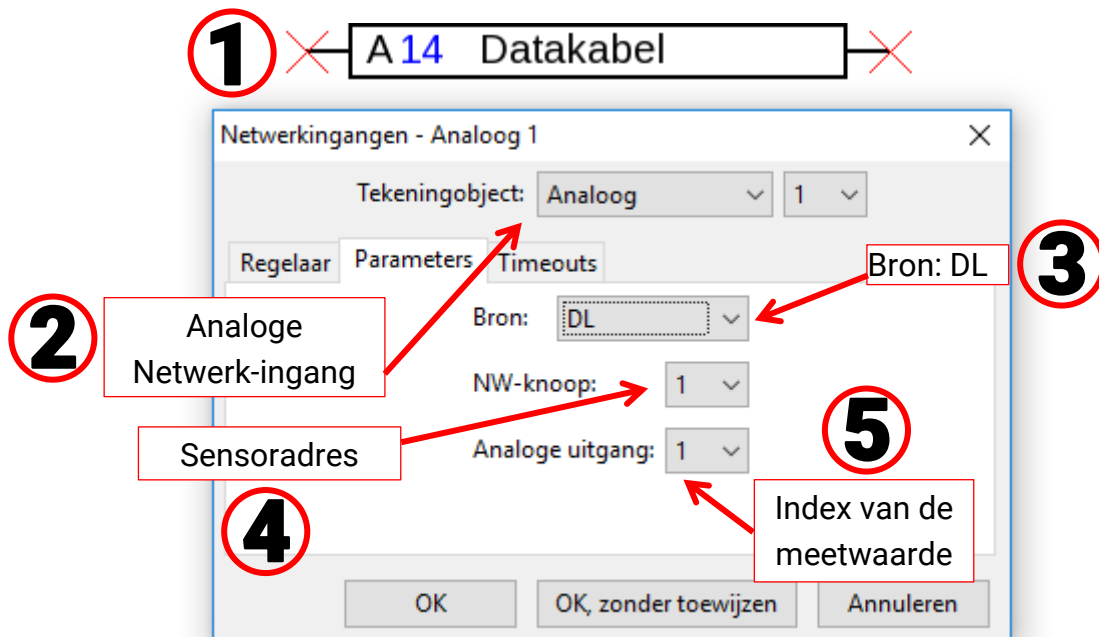 1
A 14 Datakabel
Netwerkingangen - Analoog 1
Tekeningobject: Analoog 1
Regelaar Parameters Timeouts
Bron: DL
3
2
Analoge
Netwerk-ingang
Bron: DL
NW-knoop: 1
Sensoradres
4
Analoge uitgang: 1
5
Index van de
meetwaarde
OK OK, zonder toewijzen Annuleren